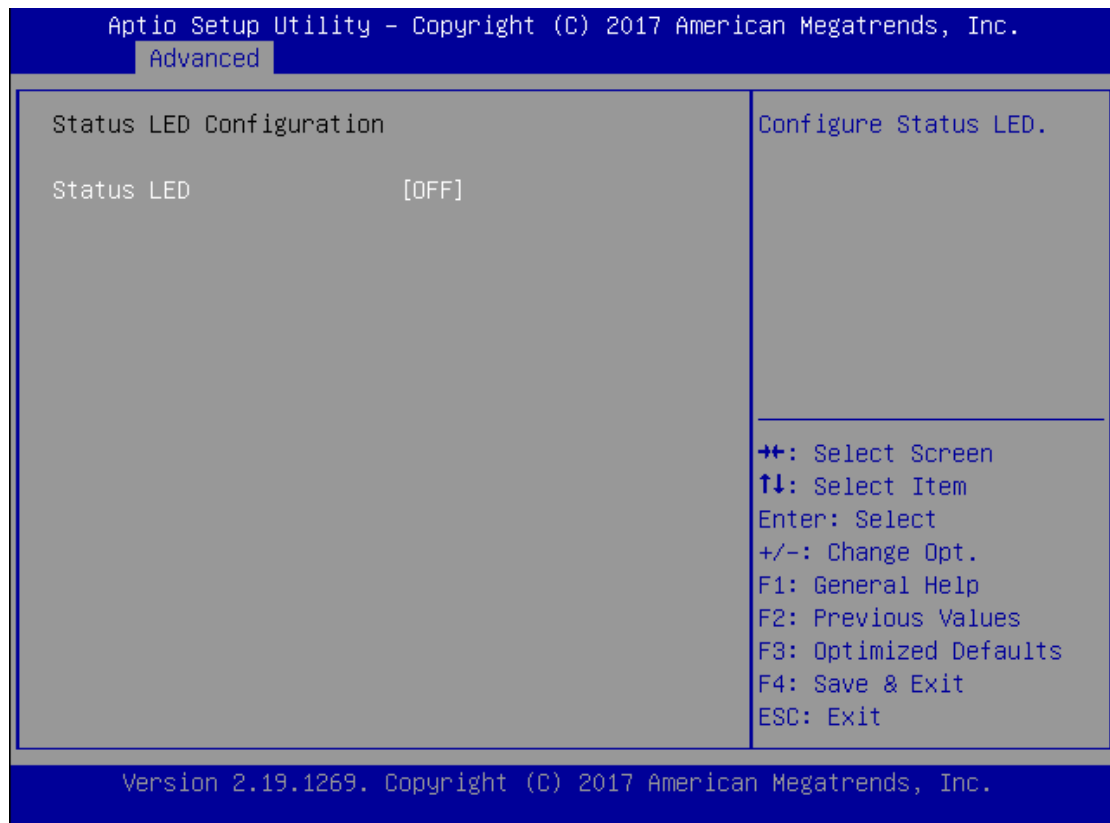 Aptio Setup Utility – Copyright (C) 2017 American Megatrends, Inc.
Advanced
Status LED Configuration
Status LED [OFF]
Configure Status LED.
→←: Select Screen
↑↓: Select Item
Enter: Select
+/-: Change Opt.
F1: General Help
F2: Previous Values
F3: Optimized Defaults
F4: Save & Exit
ESC: Exit
Version 2.19.1269. Copyright (C) 2017 American Megatrends, Inc.